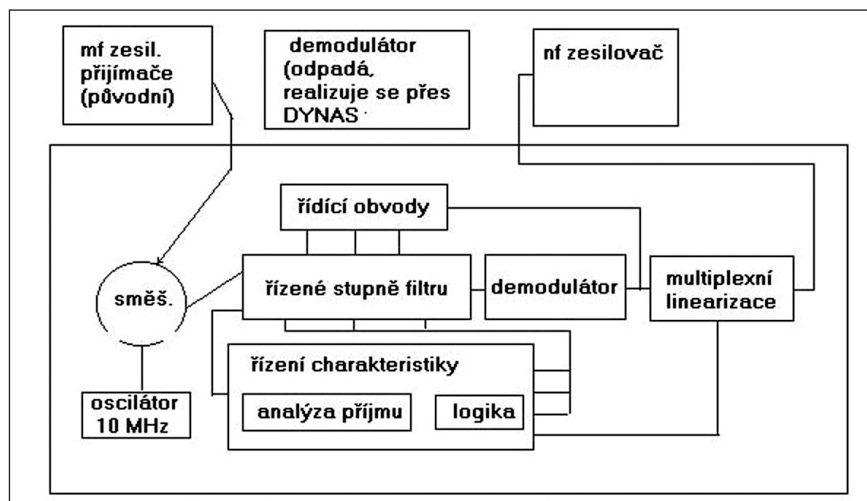 mf zesil.
přijímače
(původní)
demodulátor
(odpadá,
realizuje se přes
DYNAS
nf zesilovač
řídící obvody
směš.
řízené stupně filtru
demodulátor
multiplexní
linearizace
řízení charakteristiky
oscilátor
10 MHz
analýza příjmu
logika